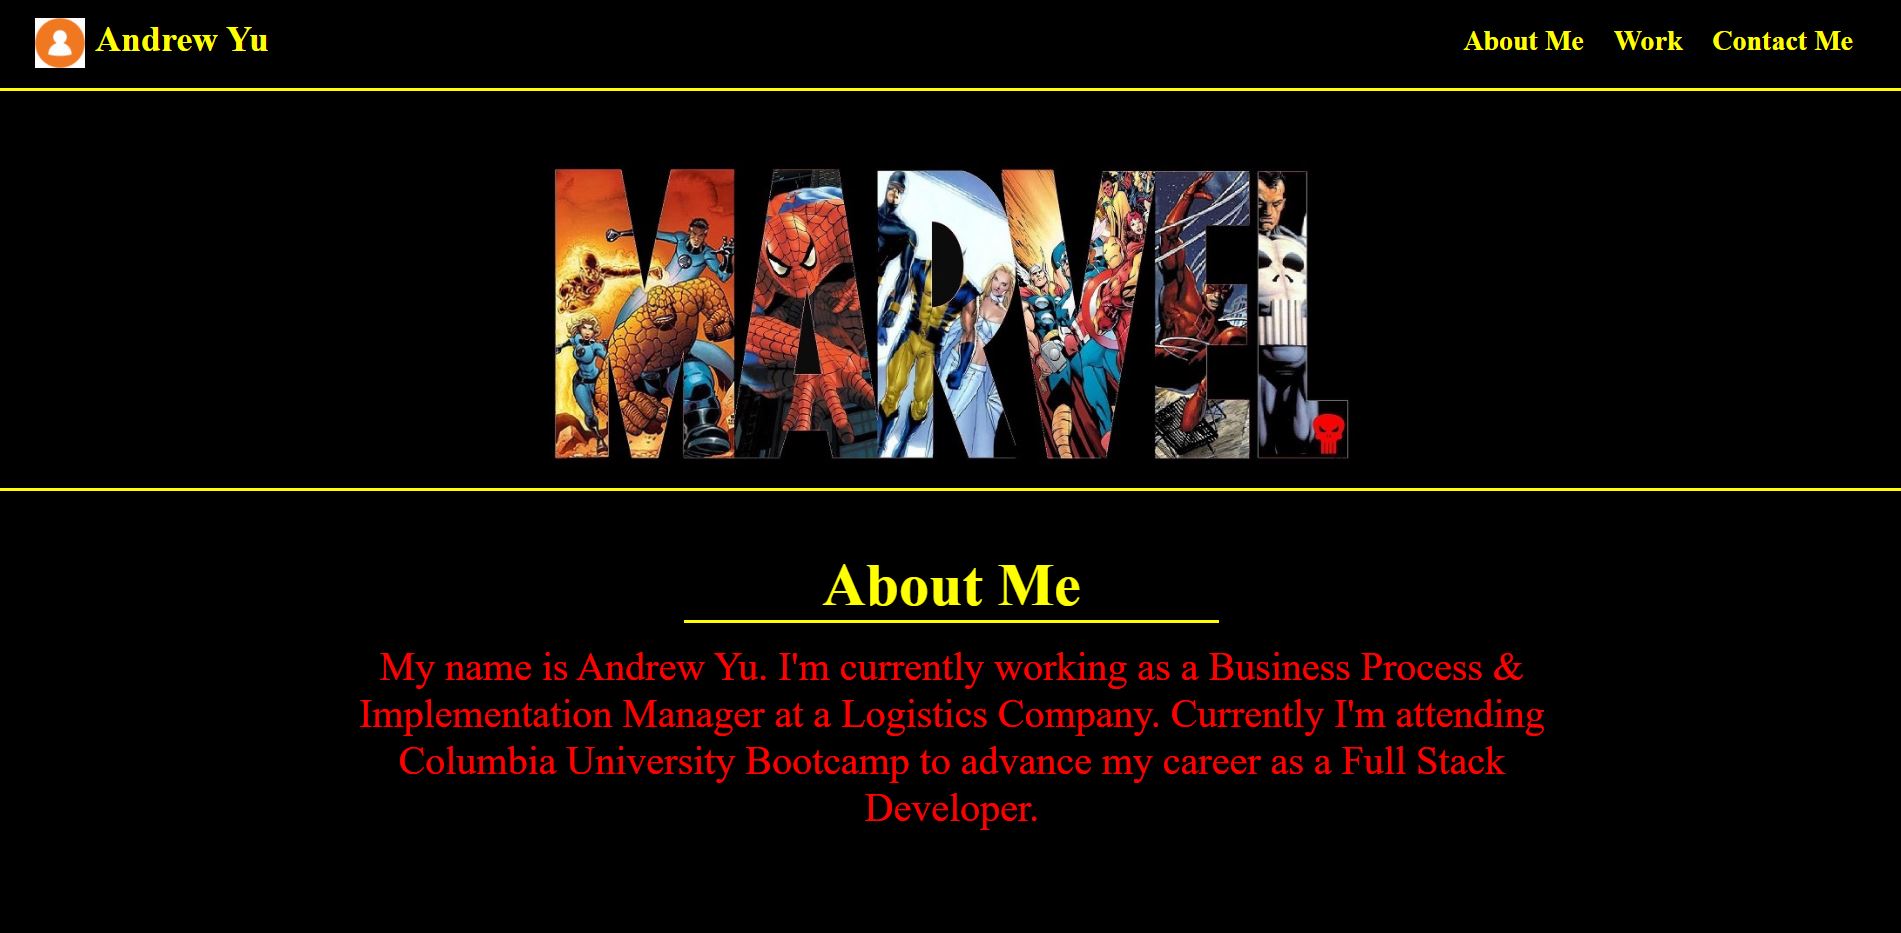 Andrew Yu
About Me
Work
Contact Me
MARVEL
About Me
My name is Andrew Yu. I'm currently working as a Business Process &
Implementation Manager at a Logistics Company. Currently I'm attending
Columbia University Bootcamp to advance my career as a Full Stack
Developer.